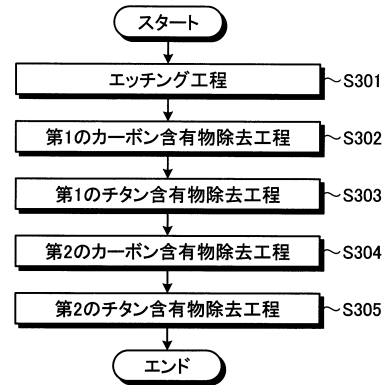 スタート
エッチング工程 S301
第1のカーボン含有物除去工程 S302
第1のチタン含有物除去工程 S303
第2のカーボン含有物除去工程 S304
第2のチタン含有物除去工程 S305
エンド